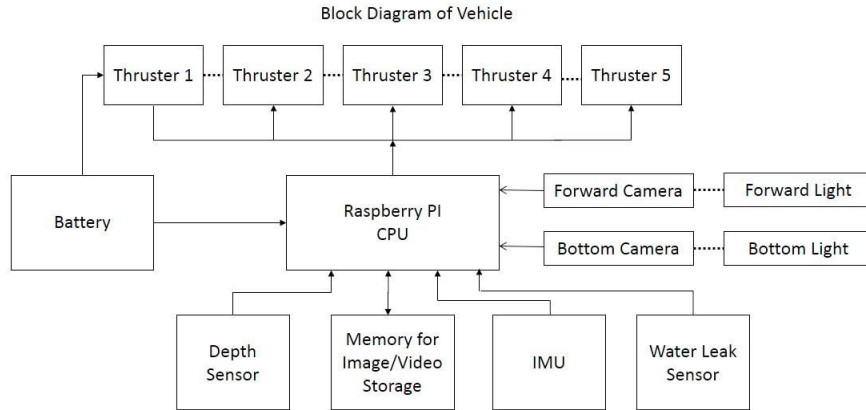 Block Diagram of Vehicle
Thruster 1
Thruster 2
Thruster 3
Thruster 4
Thruster 5
Battery
Raspberry PI
CPU
Forward Camera
Forward Light
Bottom Camera
Bottom Light
Depth
Sensor
Memory for
Image/Video
Storage
IMU
Water Leak
Sensor